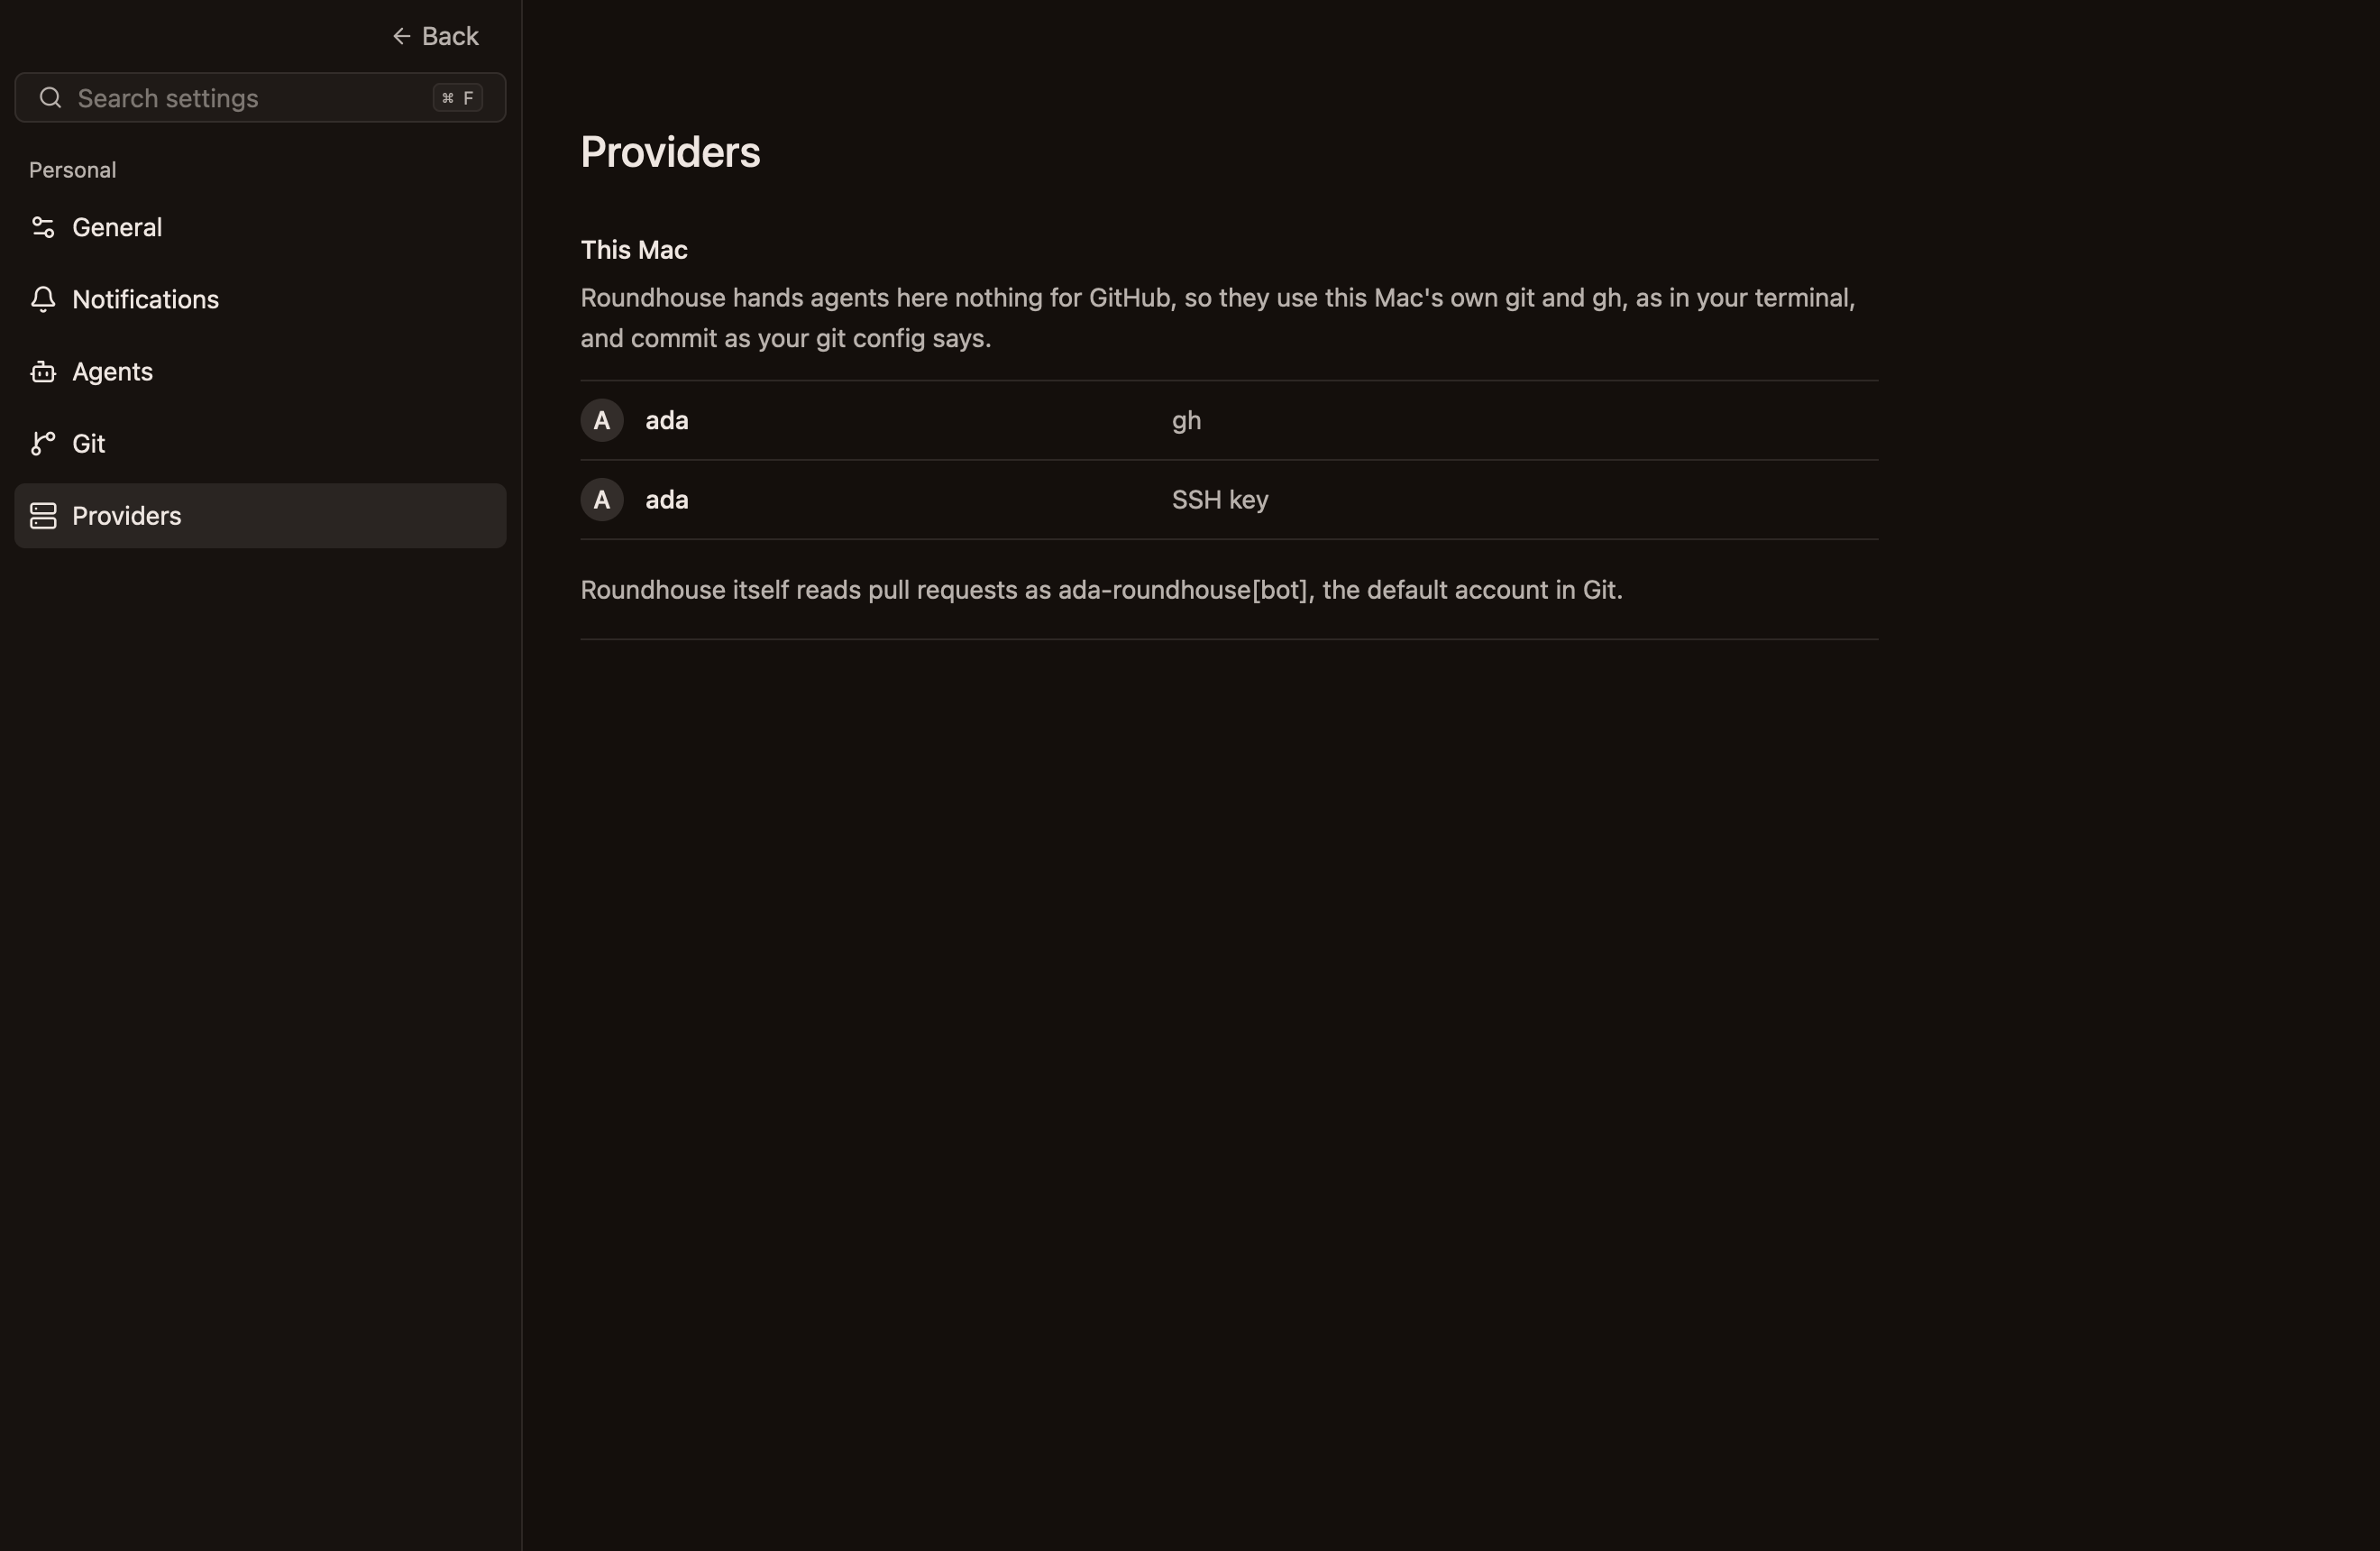 Back
Search settings
⌘ F
Personal
General
Notifications
Agents
Git
Providers
Providers
This Mac
Roundhouse hands agents here nothing for GitHub, so they use this Mac's own git and gh, as in your terminal,
and commit as your git config says.
A ada gh
A ada SSH key
Roundhouse itself reads pull requests as ada-roundhouse[bot], the default account in Git.